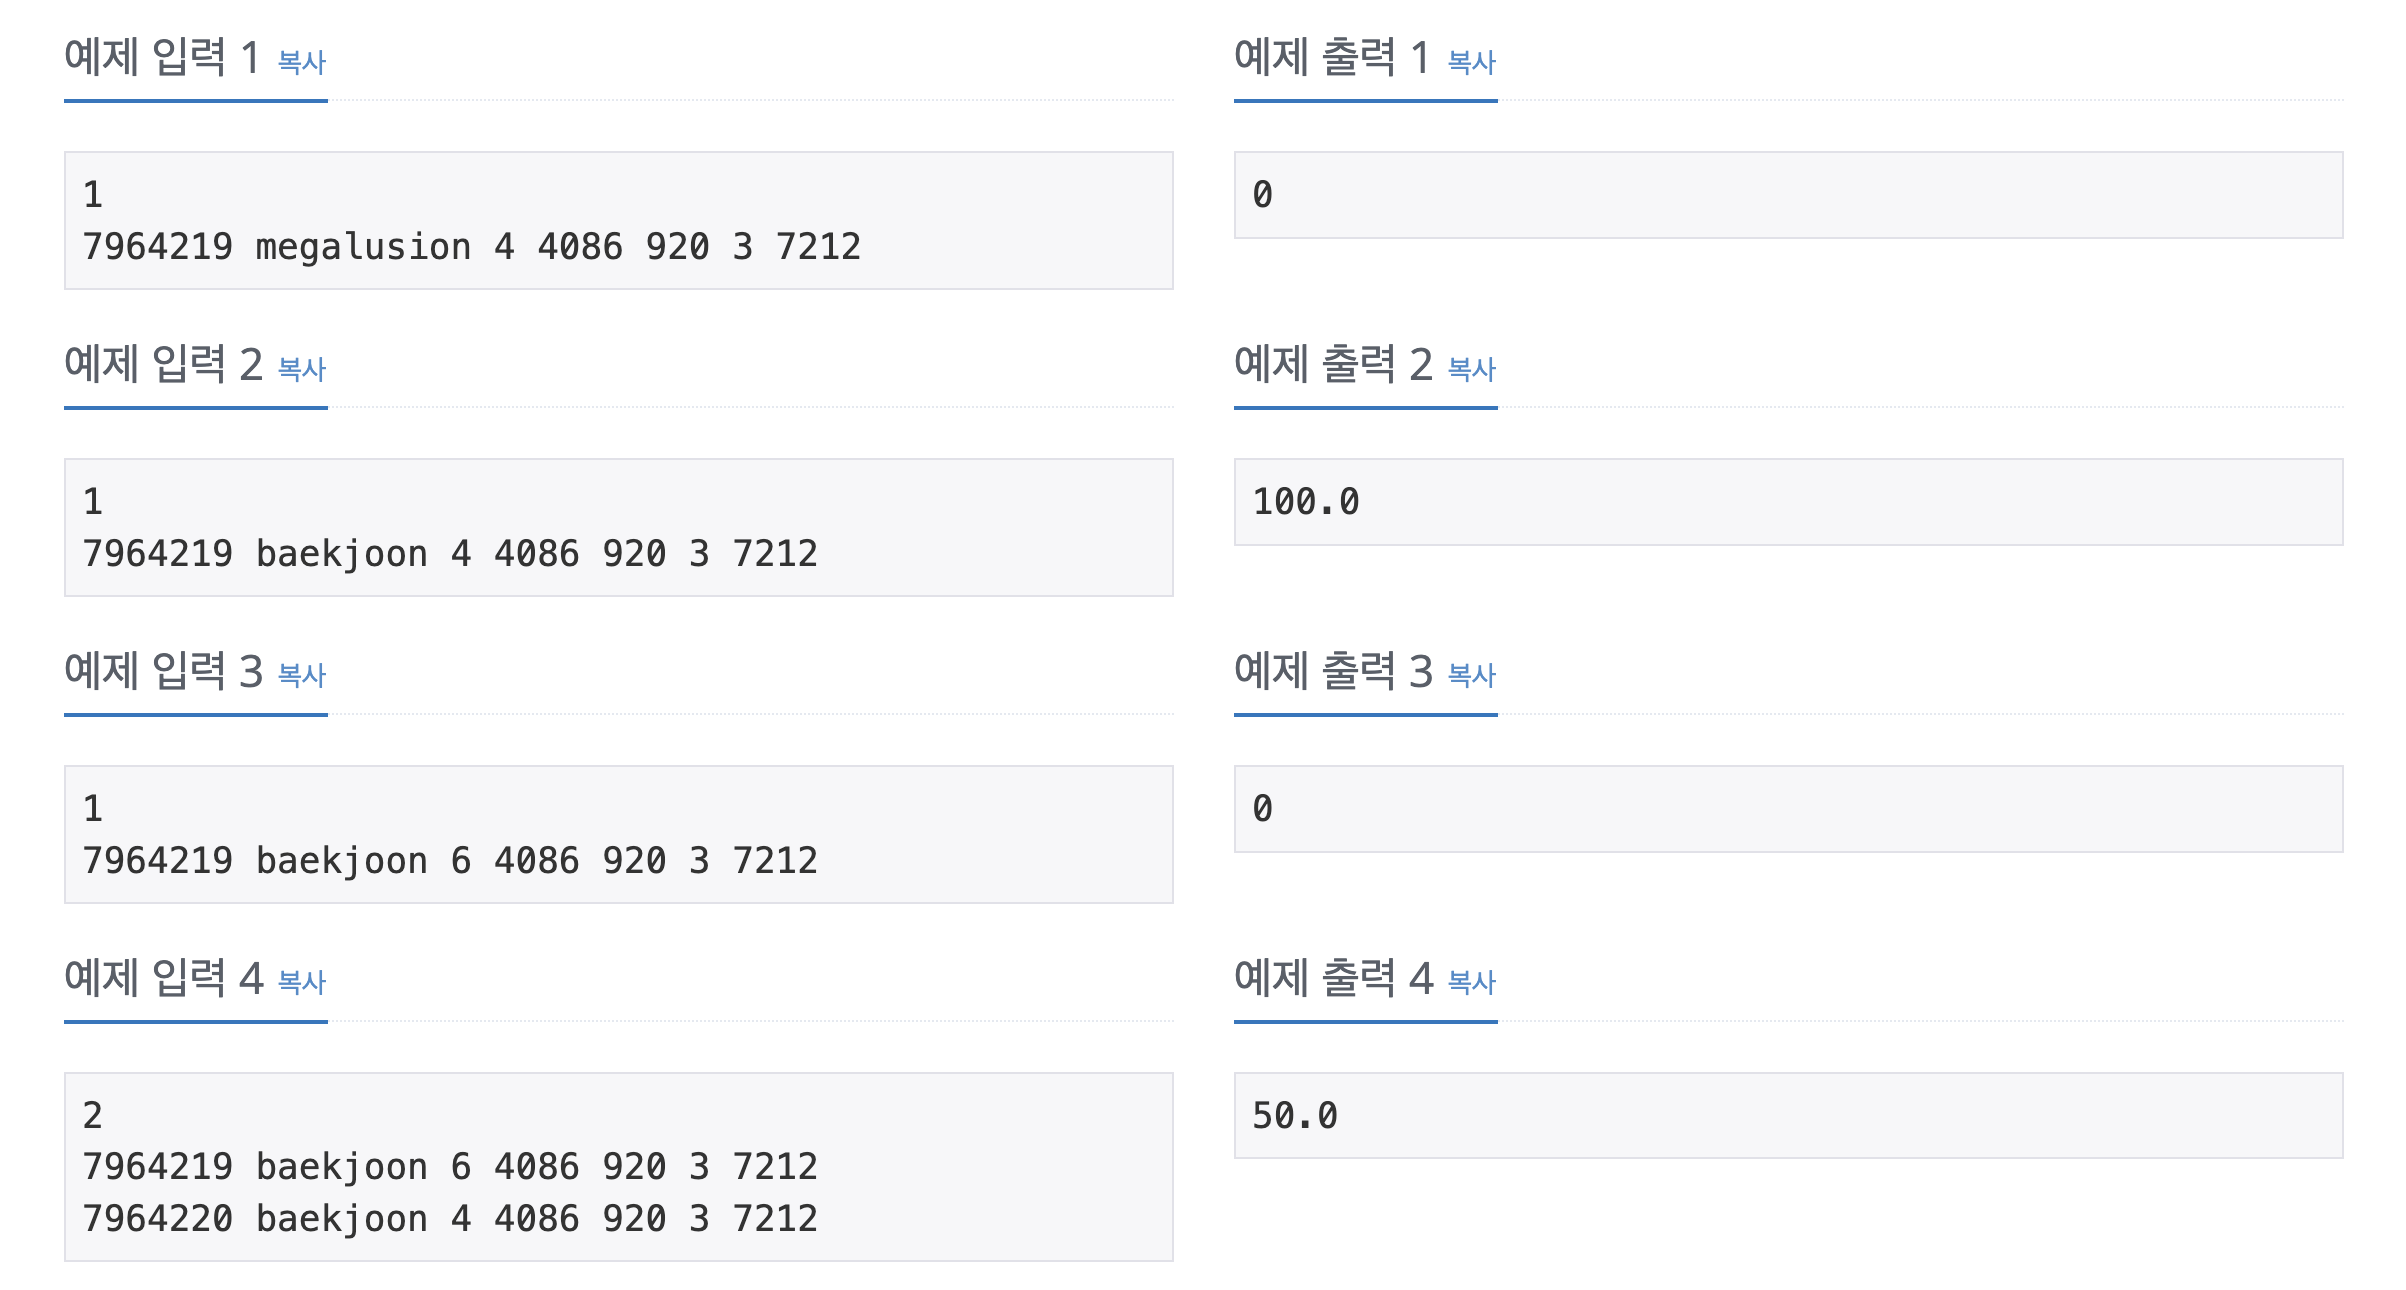 예제 입력 1 복사
1
7964219 megalusion 4 4086 920 3 7212
예제 출력 1 복사
0
예제 입력 2 복사
1
7964219 baekjoon 4 4086 920 3 7212
예제 출력 2 복사
100.0
예제 입력 3 복사
1
7964219 baekjoon 6 4086 920 3 7212
예제 출력 3 복사
0
예제 입력 4 복사
2
7964219 baekjoon 6 4086 920 3 7212
7964220 baekjoon 4 4086 920 3 7212
예제 출력 4 복사
50.0